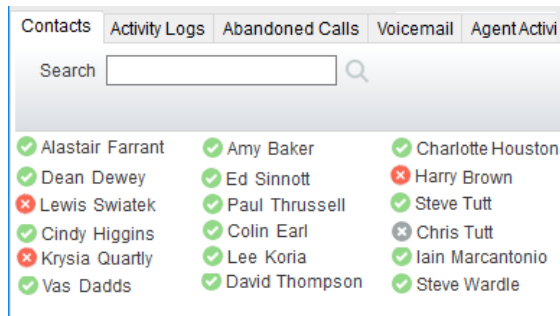 Contacts Activity Logs Abandoned Calls Voicemail Agent Activi
Search
Alastair Farrant Amy Baker Charlotte Houston
Dean Dewey Ed Sinnott Harry Brown
Lewis Swiatek Paul Thrussell Steve Tutt
Cindy Higgins Colin Earl Chris Tutt
Krysia Quartly Lee Koria Iain Marcantonio
Vas Dadds David Thompson Steve Wardle